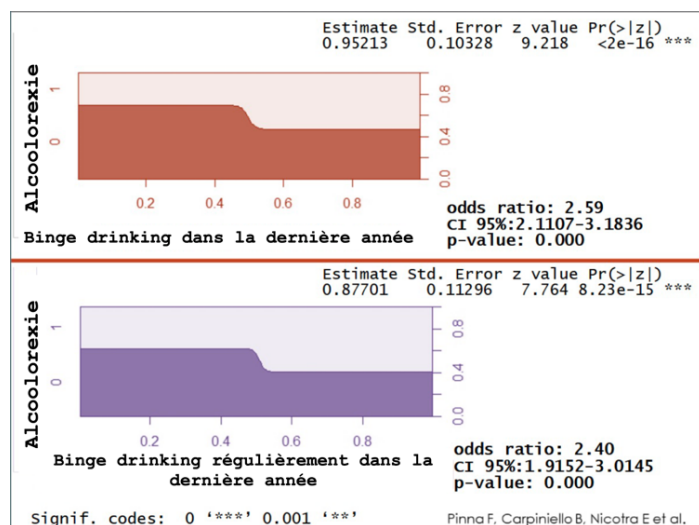 Estimate Std. Error z value Pr(>|z|)
0.95213 0.10328 9.218 <2e-16 ***
Alcoolorexie
1
0
0.8
0.4
0.0
0.2 0.4 0.6 0.8
Binge drinking dans la dernière année
odds ratio: 2.59
CI 95%:2.1107-3.1836
p-value: 0.000
Estimate Std. Error z value Pr(>|z|)
0.87701 0.11296 7.764 8.23e-15 ***
Alcoolorexie
1
0
0.8
0.4
0.0
0.2 0.4 0.6 0.8
Binge drinking régulièrement dans la
dernière année
odds ratio: 2.40
CI 95%:1.9152-3.0145
p-value: 0.000
Signif. codes: 0 ‘***’ 0.001 ‘**’
Pinna F, Carpiniello B, Nicotra E et al.